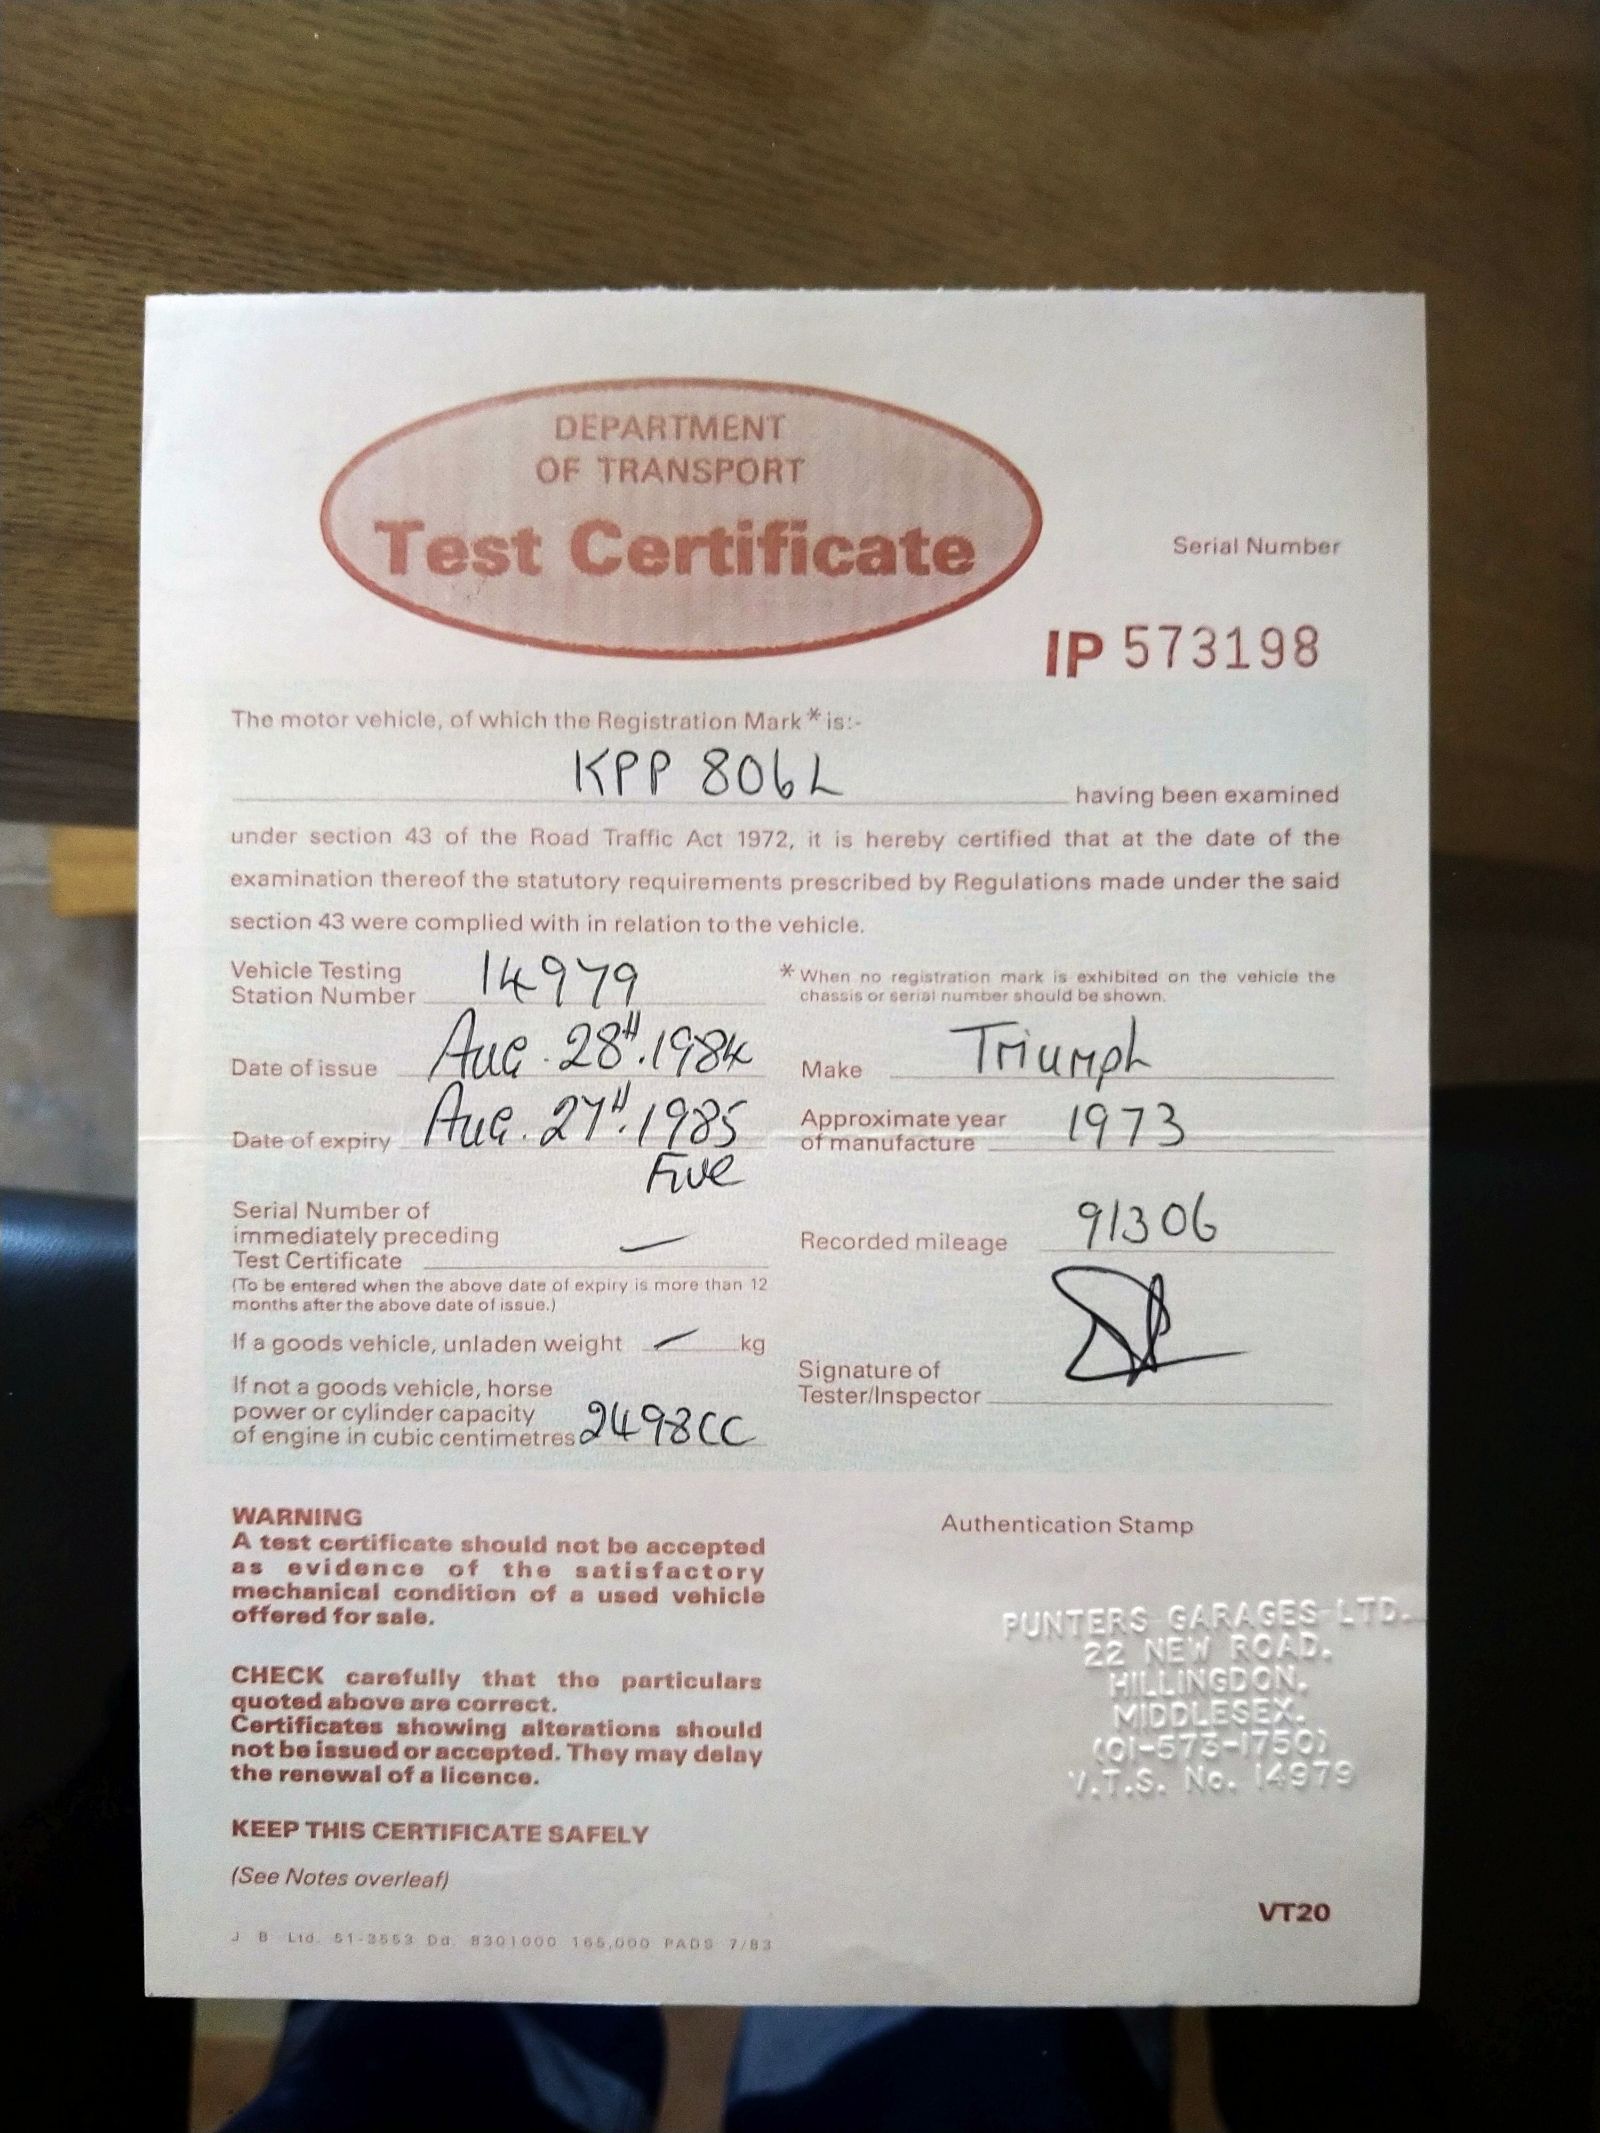 DEPARTMENT
OF TRANSPORT
Test Certificate
Serial Number
IP 573198
The motor vehicle, of which the Registration Mark * is:-
KPP 806L
having been examined
under section 43 of the Road Traffic Act 1972, it is hereby certified that at the date of the
examination thereof the statutory requirements prescribed by Regulations made under the said
section 43 were complied with in relation to the vehicle.
Vehicle Testing
Station Number 14979
* When no registration mark is exhibited on the vehicle the
chassis or serial number should be shown.
Date of issue Aug. 28th. 1984
Make Triumph
Date of expiry Aug. 27th. 1985
Five
Approximate year
of manufacture 1973
Serial Number of
immediately preceding
Test Certificate —
(To be entered when the above date of expiry is more than 12
months after the above date of issue.)
Recorded mileage 91306
If a goods vehicle, unladen weight — kg
Signature of
Tester/Inspector
If not a goods vehicle, horse
power or cylinder capacity
of engine in cubic centimetres 2498CC
WARNING
A test certificate should not be accepted
as evidence of the satisfactory
mechanical condition of a used vehicle
offered for sale.
CHECK carefully that the particulars
quoted above are correct.
Certificates showing alterations should
not be issued or accepted. They may delay
the renewal of a licence.
KEEP THIS CERTIFICATE SAFELY
(See Notes overleaf)
Authentication Stamp
PUNTERS GARAGES LTD.
22 NEW ROAD.
HILLINGDON.
MIDDLESEX.
(01-573-1750)
V.T.S. No. 14979
VT20
J B Ltd. 51-3553 Dd. 8301000 165,000 PADS 7/83